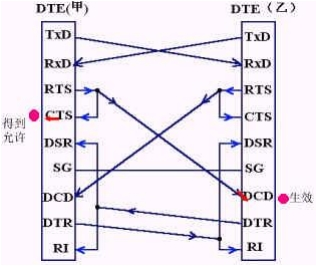 DTE(甲)
DTE（乙）
TxD
TxD
RxD
RxD
RTS
RTS
得到
允许
CTS
CTS
DSR
DSR
SG
SG
DCD
DCD
生效
DTR
DTR
RI
RI